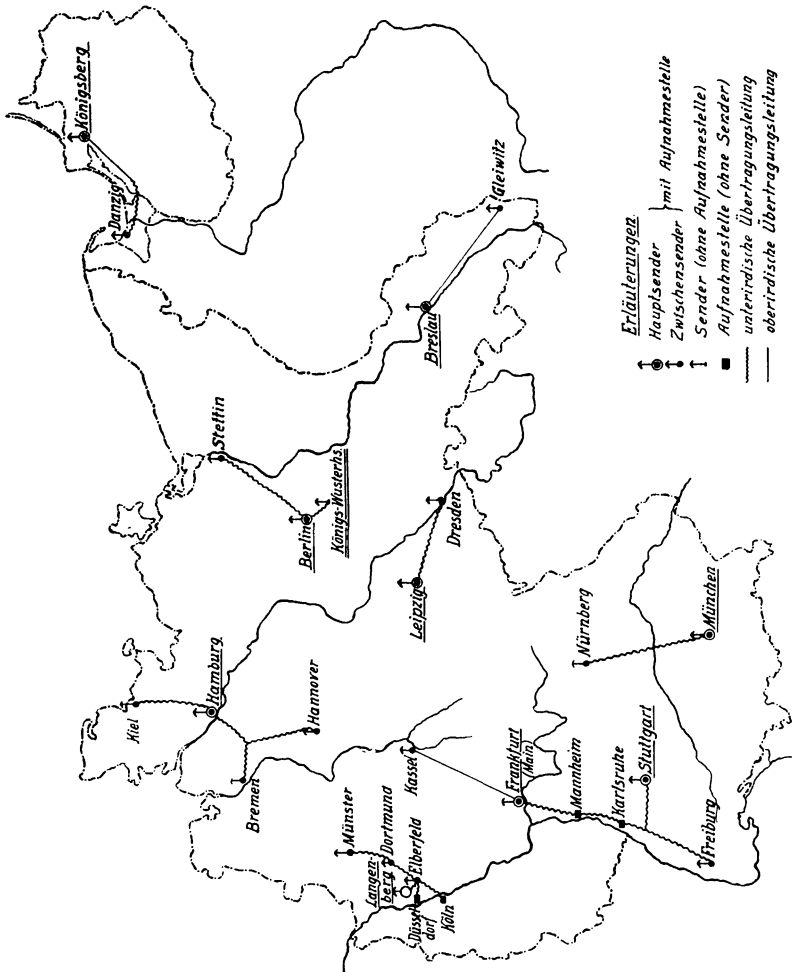 Königsberg
Danzig
Stettin
Berlin
Königs-Wusterhs.
Breslau
Gleiwitz
Kiel
Hamburg
Bremen
Hannover
Leipzig
Dresden
Münster
Dortmund
Langen-
berg
Elberfeld
Düssel
dorf
Köln
Kassel
Frankfurt
(Main)
Mannheim
Karlsruhe
Stuttgart
Freiburg
Nürnberg
München
Erläuterungen
Hauptsender
Zwischensender } mit Aufnahmestelle
Sender (ohne Aufnahmestelle)
Aufnahmestelle (ohne Sender)
unterirdische Übertragungsleitung
oberirdische Übertragungsleitung